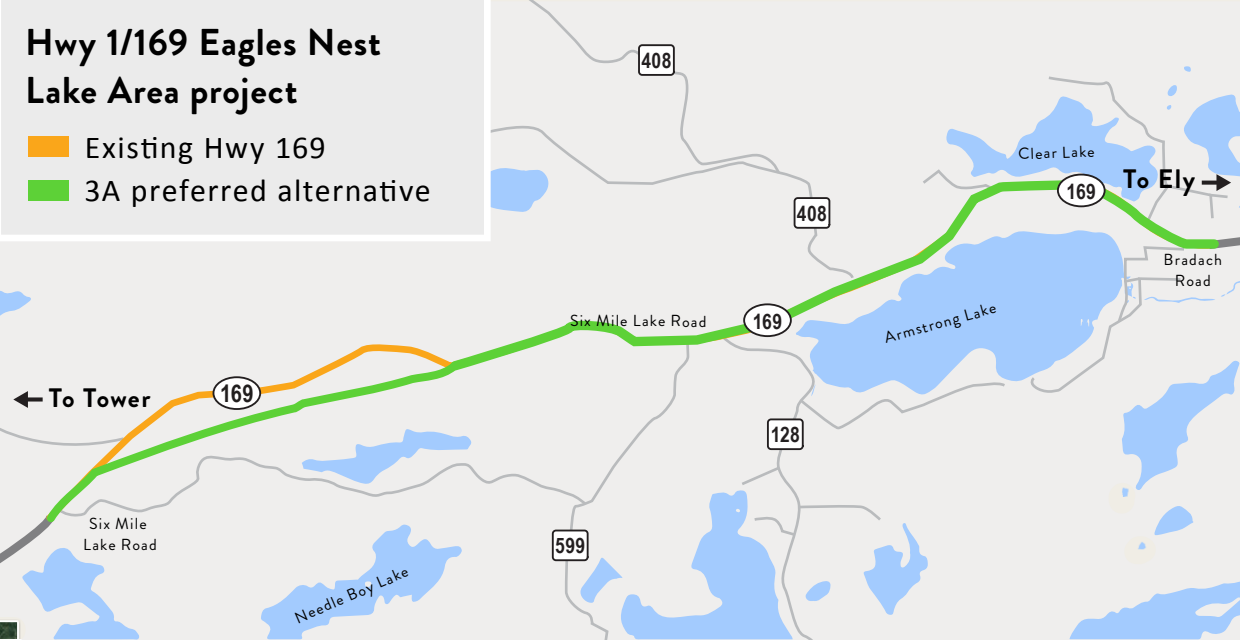 Hwy 1/169 Eagles Nest
Lake Area project
Existing Hwy 169
3A preferred alternative
408
Clear Lake
To Ely
169
408
Bradach
Road
Armstrong Lake
Six Mile Lake Road
169
169
To Tower
128
Six Mile
Lake Road
599
Needle Boy Lake